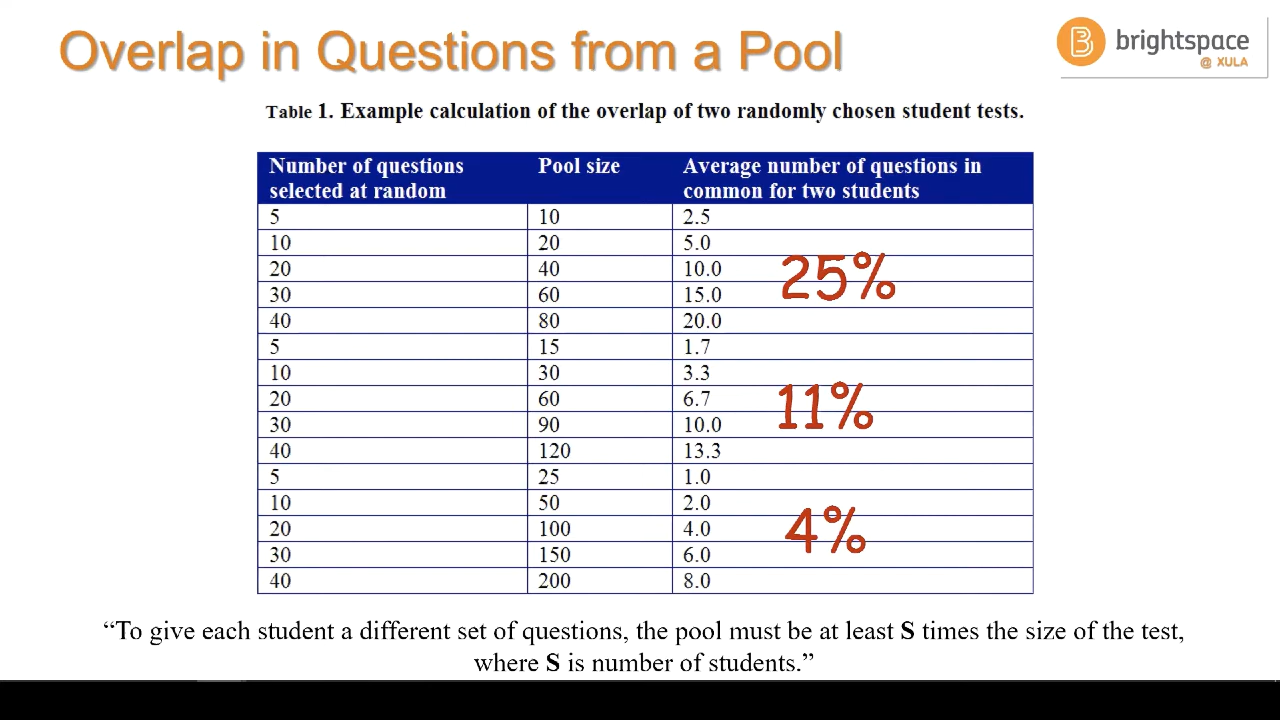 Overlap in Questions from a Pool
brightspace
@ XULA
Table 1. Example calculation of the overlap of two randomly chosen student tests.
Number of questions selected at random Pool size Average number of questions in common for two students
5 10 2.5
10 20 5.0
20 40 10.0
30 60 15.0
40 80 20.0
25%
5 15 1.7
10 30 3.3
20 60 6.7
30 90 10.0
40 120 13.3
11%
5 25 1.0
10 50 2.0
20 100 4.0
30 150 6.0
40 200 8.0
4%
“To give each student a different set of questions, the pool must be at least S times the size of the test,
where S is number of students.”